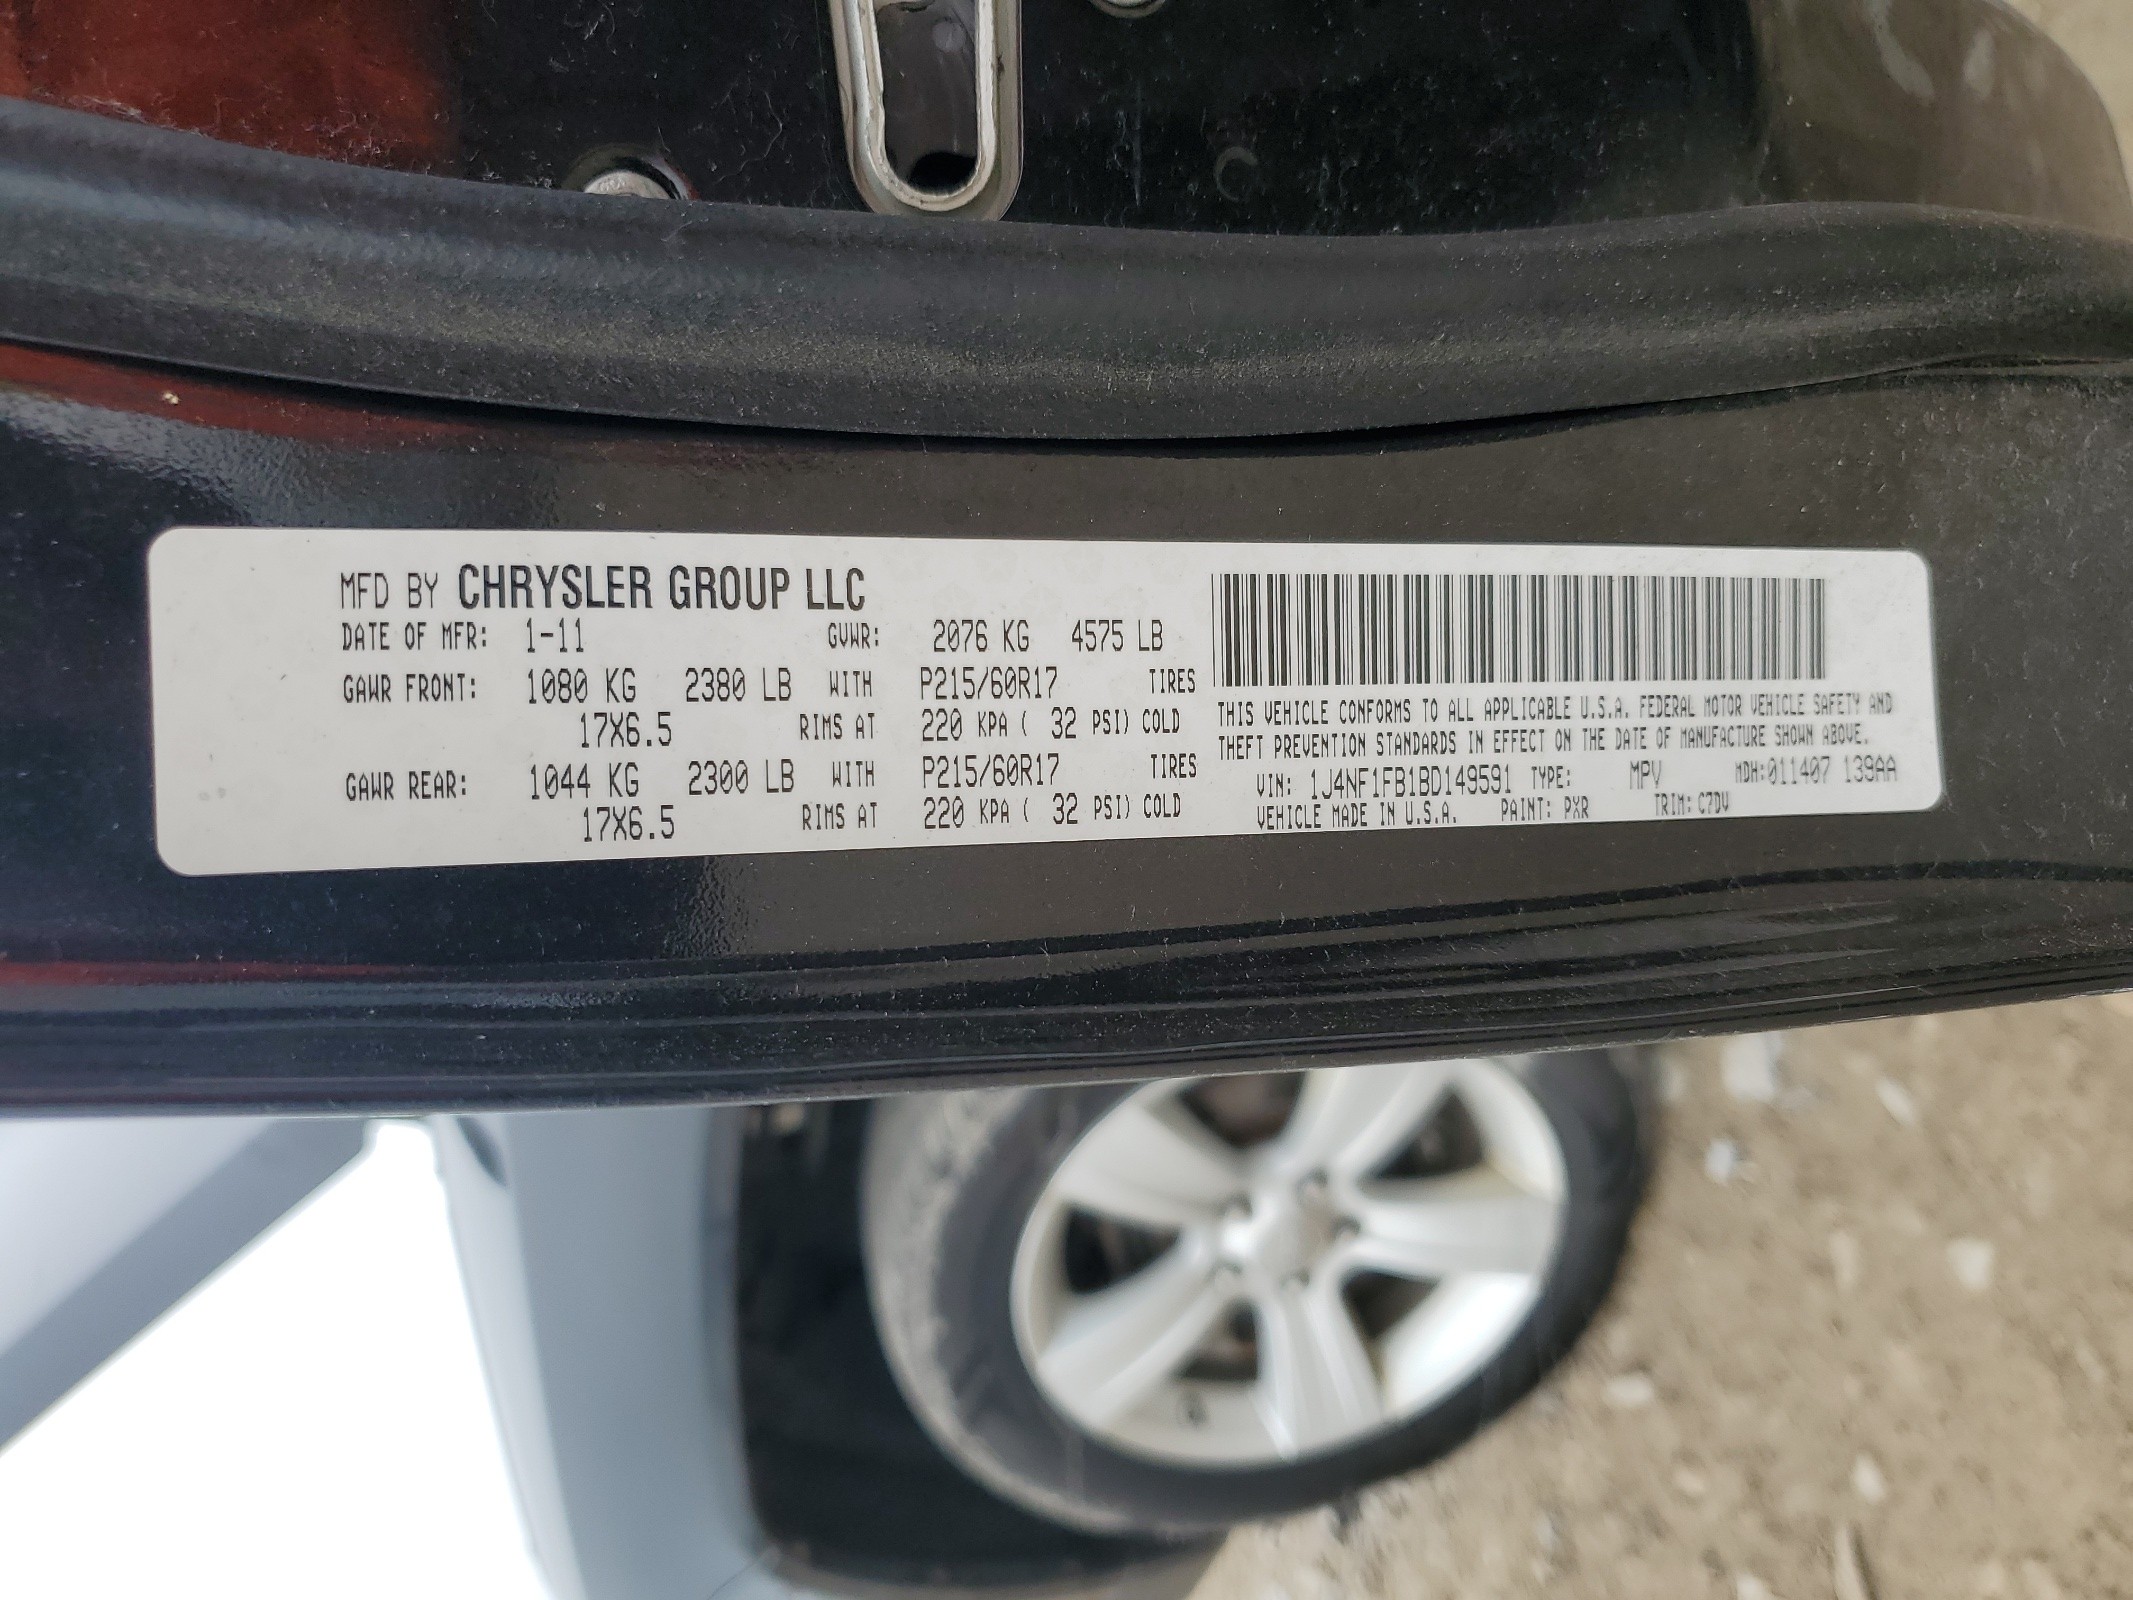 MFD BY CHRYSLER GROUP LLC
DATE OF MFR: 1-11 GVWR: 2076 KG 4575 LB
GAWR FRONT: 1080 KG 2380 LB WITH P215/60R17 TIRES
17X6.5 RIMS AT 220 KPA ( 32 PSI) COLD
GAWR REAR: 1044 KG 2300 LB WITH P215/60R17 TIRES
17X6.5 RIMS AT 220 KPA ( 32 PSI) COLD
THIS VEHICLE CONFORMS TO ALL APPLICABLE U.S.A. FEDERAL MOTOR VEHICLE SAFETY AND
THEFT PREVENTION STANDARDS IN EFFECT ON THE DATE OF MANUFACTURE SHOWN ABOVE.
VIN: 1J4NF1FB1BD149591 TYPE: MPV MDH:011407 139AA
VEHICLE MADE IN U.S.A. PAINT: PXR TRIM: C7DV